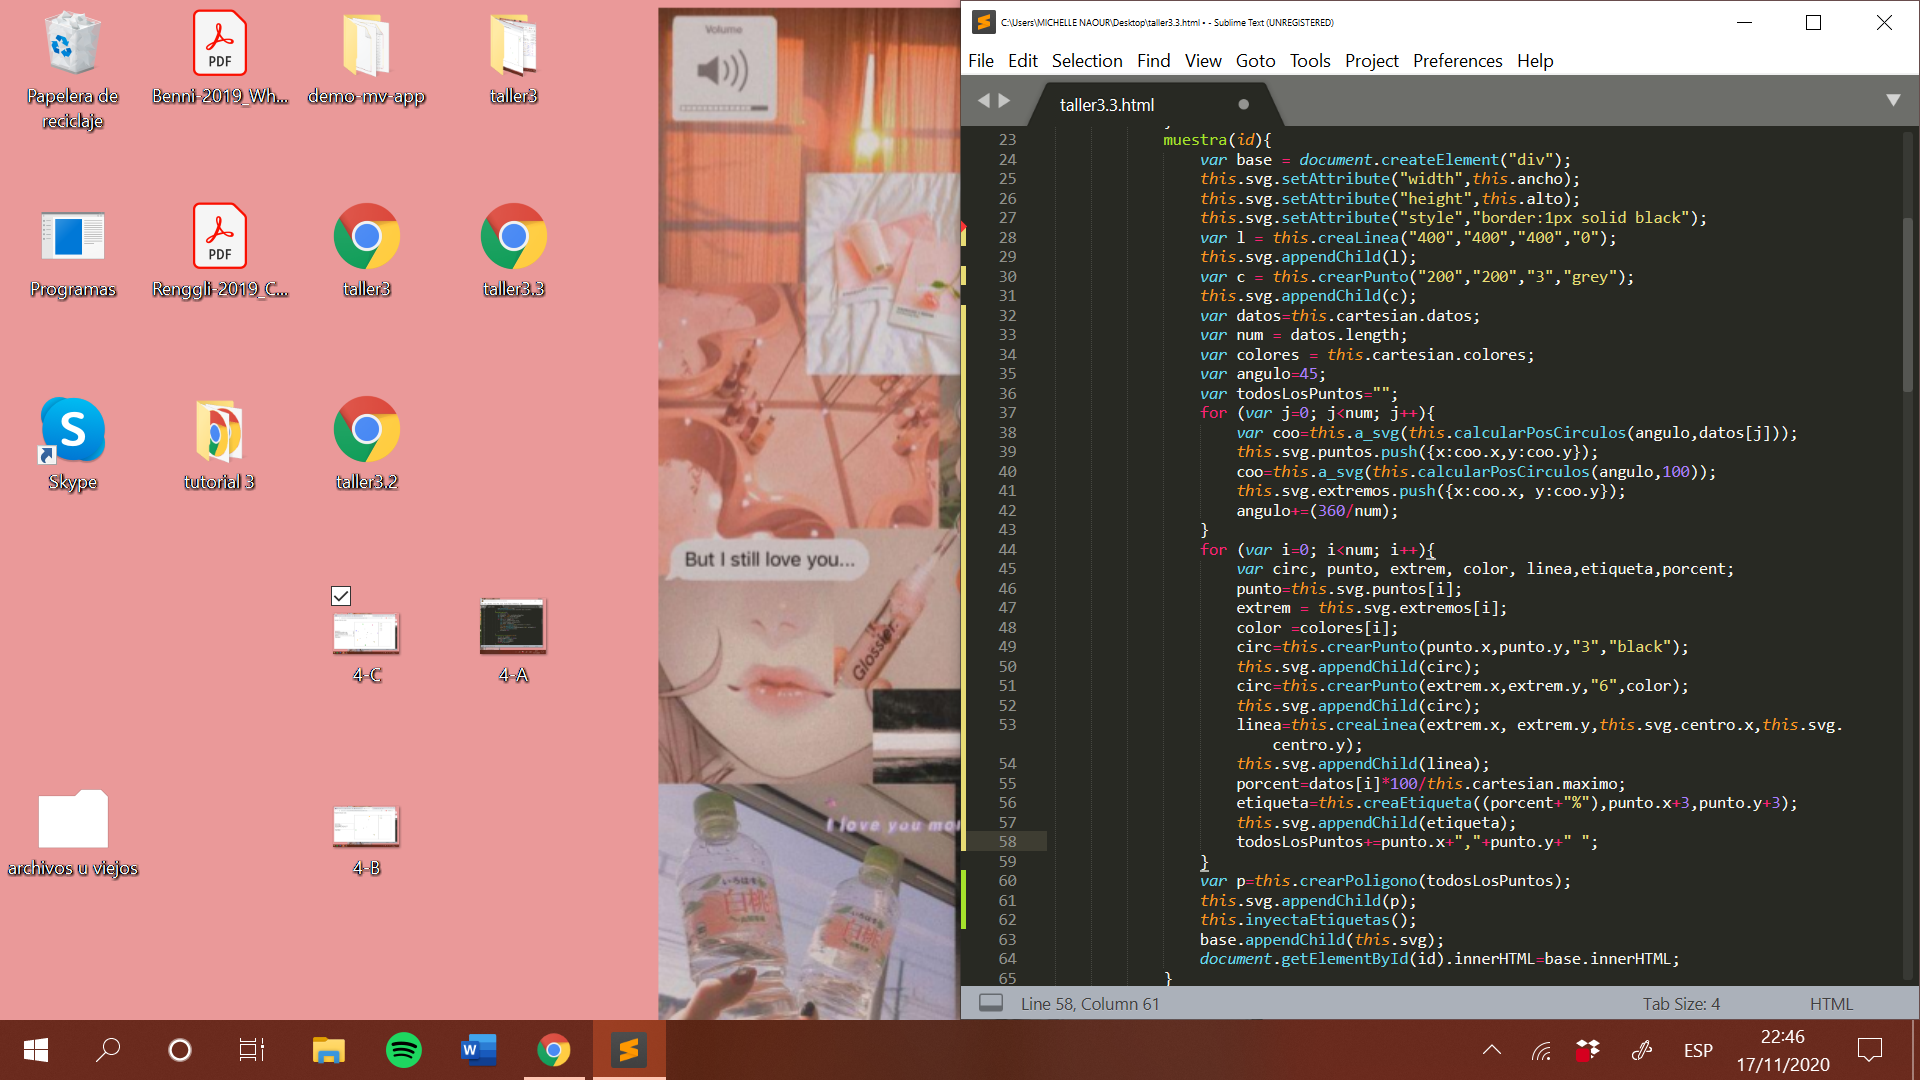 Papelera de
reciclaje
Benni-2019_Wh...
demo-mv-app
taller3
Programas
Renggli-2019_C...
taller3
taller3.3
Skype
tutorial 3
taller3.2
4-C
4-A
archivos u viejos
4-B
PDF
PDF
Volume
But I still love you...
Glossier.
I love you mor
いろはす
白桃
白桃
C:\Users\MICHELLE NAOUR\Desktop\taller3.3.html • - Sublime Text (UNREGISTERED)
File Edit Selection Find View Goto Tools Project Preferences Help
taller3.3.html
23 muestra(id){
24 var base = document.createElement("div");
25 this.svg.setAttribute("width",this.ancho);
26 this.svg.setAttribute("height",this.alto);
27 this.svg.setAttribute("style","border:1px solid black");
28 var l = this.creaLinea("400","400","400","0");
29 this.svg.appendChild(l);
30 var c = this.crearPunto("200","200","3","grey");
31 this.svg.appendChild(c);
32 var datos=this.cartesian.datos;
33 var num = datos.length;
34 var colores = this.cartesian.colores;
35 var angulo=45;
36 var todosLosPuntos="";
37 for (var j=0; j<num; j++){
38 var coo=this.a_svg(this.calcularPosCirculos(angulo,datos[j]));
39 this.svg.puntos.push({x:coo.x,y:coo.y});
40 coo=this.a_svg(this.calcularPosCirculos(angulo,100));
41 this.svg.extremos.push({x:coo.x, y:coo.y});
42 angulo+=(360/num);
43 }
44 for (var i=0; i<num; i++){
45 var circ, punto, extrem, color, linea,etiqueta,porcent;
46 punto=this.svg.puntos[i];
47 extrem = this.svg.extremos[i];
48 color =colores[i];
49 circ=this.crearPunto(punto.x,punto.y,"3","black");
50 this.svg.appendChild(circ);
51 circ=this.crearPunto(extrem.x,extrem.y,"6",color);
52 this.svg.appendChild(circ);
53 linea=this.creaLinea(extrem.x, extrem.y,this.svg.centro.x,this.svg.
centro.y);
54 this.svg.appendChild(linea);
55 porcent=datos[i]*100/this.cartesian.maximo;
56 etiqueta=this.creaEtiqueta((porcent+"%"),punto.x+3,punto.y+3);
57 this.svg.appendChild(etiqueta);
58 todosLosPuntos+=punto.x+","+punto.y+" ";
59 }
60 var p=this.crearPoligono(todosLosPuntos);
61 this.svg.appendChild(p);
62 this.inyectaEtiquetas();
63 base.appendChild(this.svg);
64 document.getElementById(id).innerHTML=base.innerHTML;
65 }
Line 58, Column 61
Tab Size: 4
HTML
ESP
22:46
17/11/2020